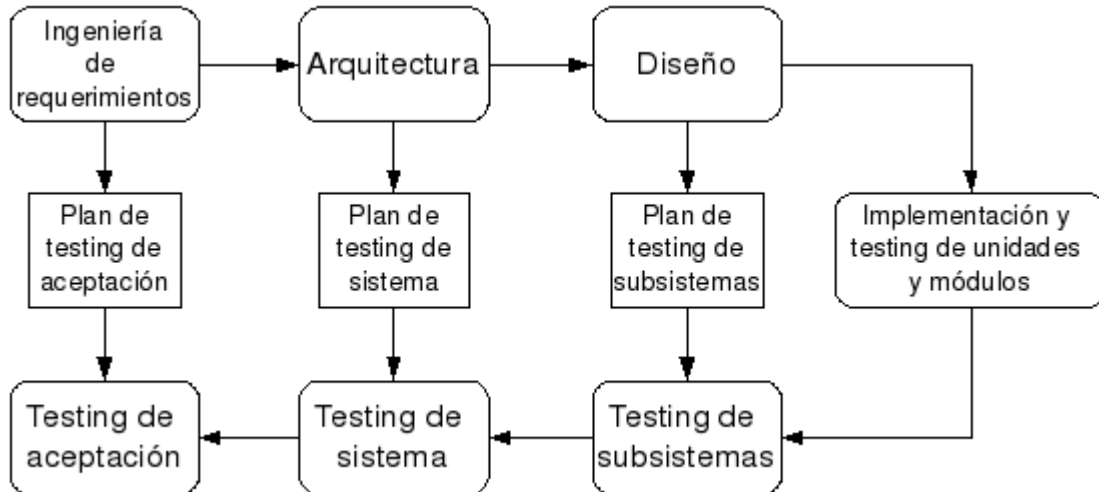 Ingeniería
de
requerimientos
Arquitectura
Diseño
Plan de
testing de
aceptación
Plan de
testing de
sistema
Plan de
testing de
subsistemas
Implementación y
testing de unidades
y módulos
Testing de
aceptación
Testing de
sistema
Testing de
subsistemas